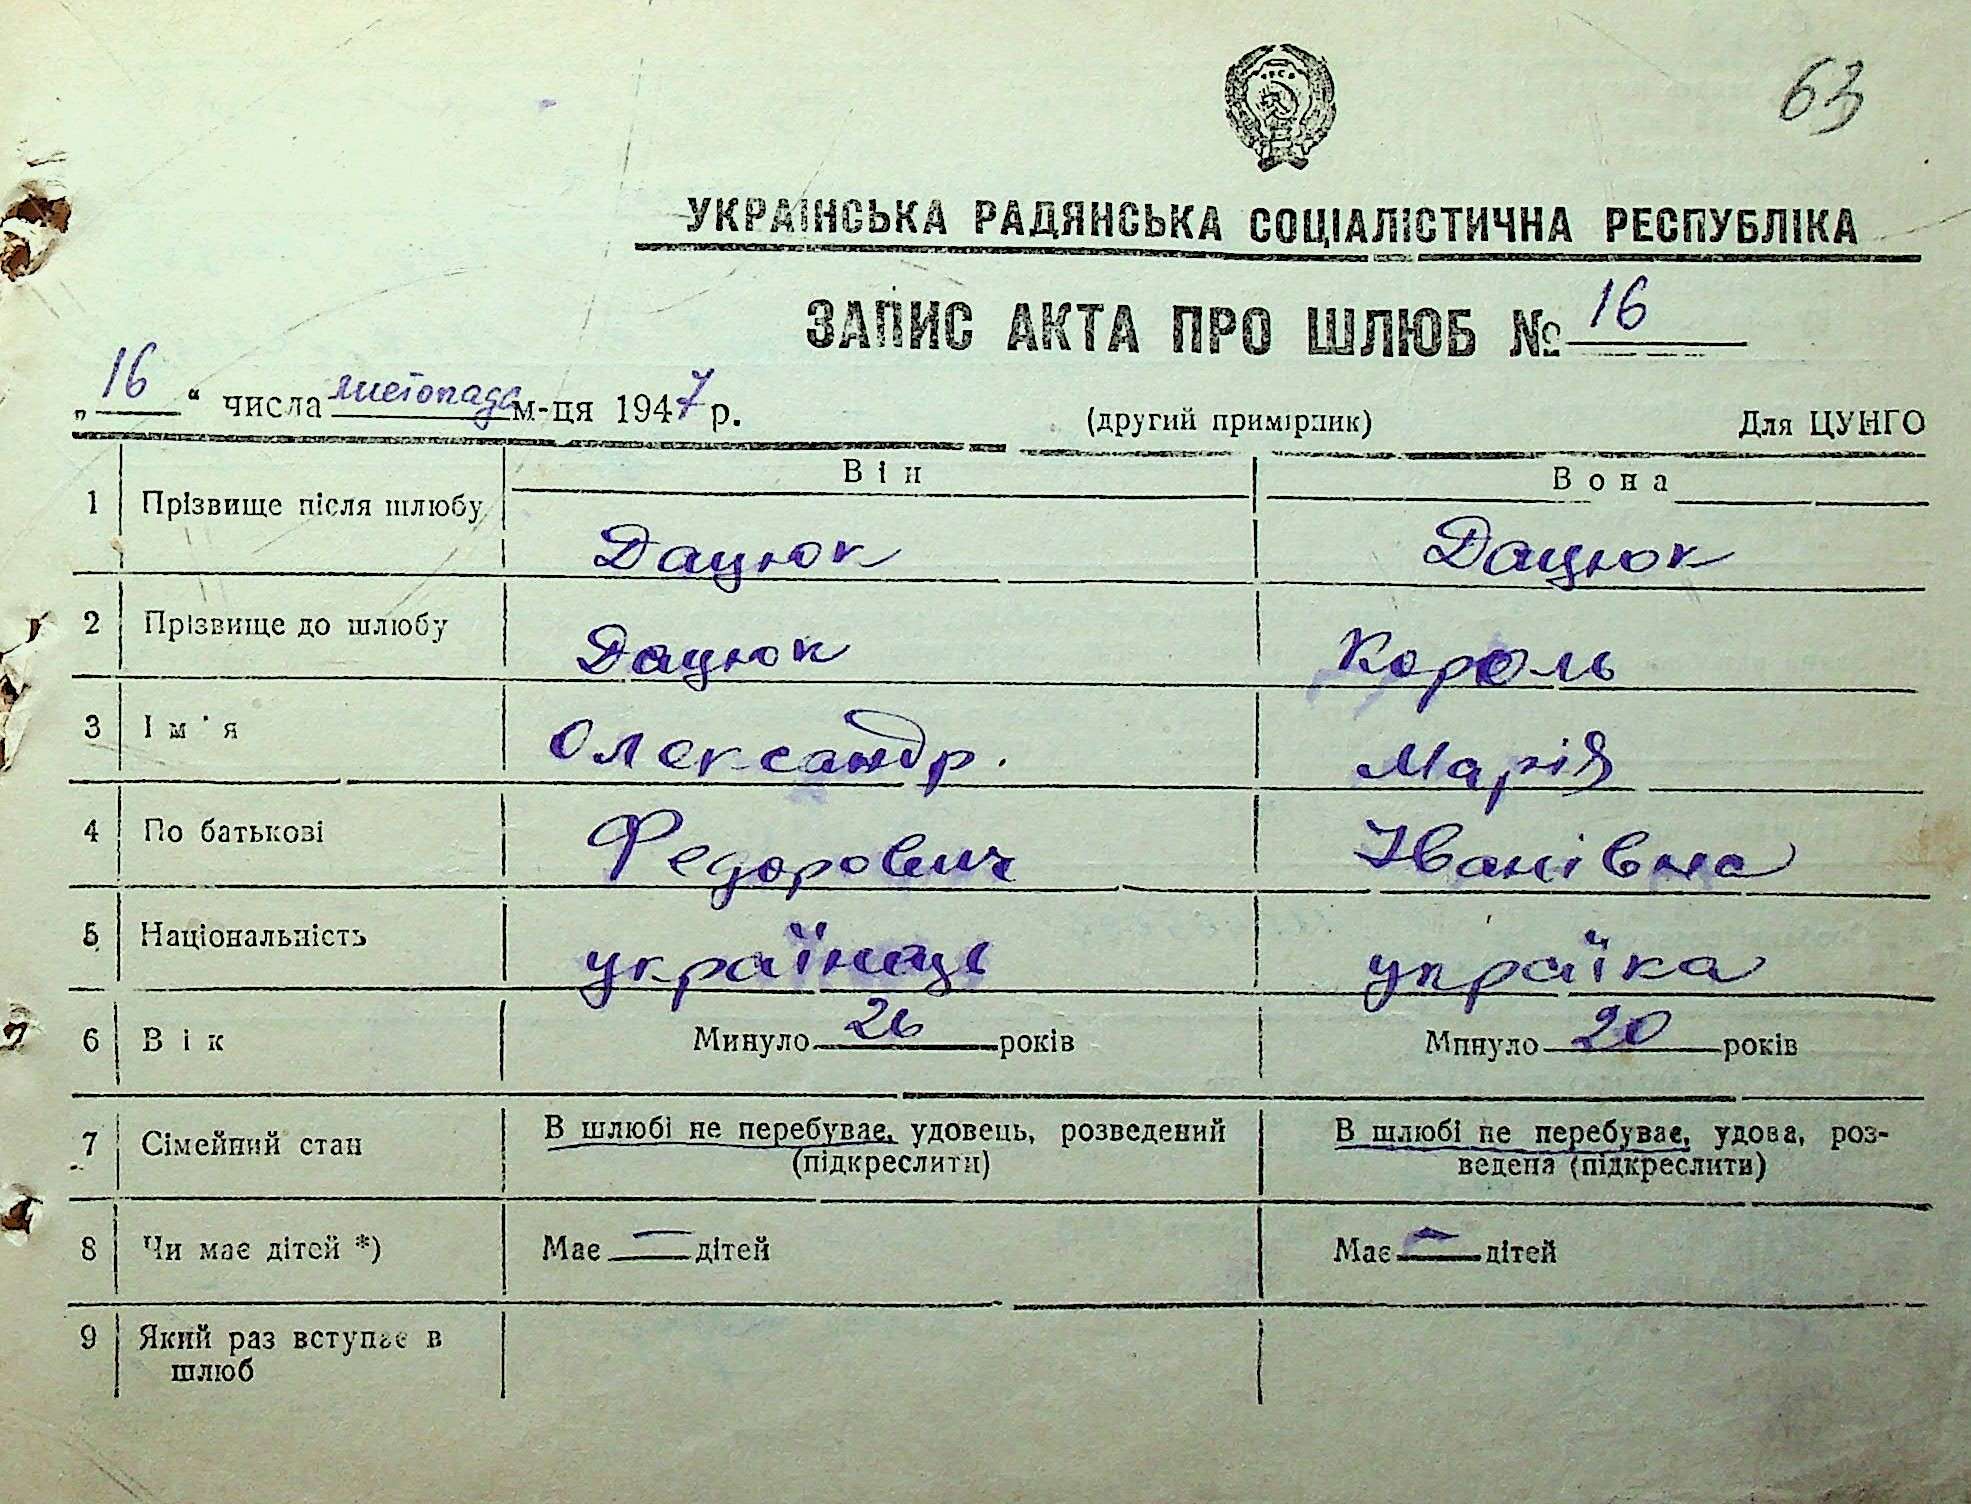 63
УКРАЇНСЬКА РАДЯНСЬКА СОЦІАЛІСТИЧНА РЕСПУБЛІКА
ЗАПИС АКТА ПРО ШЛЮБ № 16
„16“ числа листопада м-ця 1947 р. (другий примірник) Для ЦУНГО
Він Вона
1 Прізвище після шлюбу Дацюк Дацюк
2 Прізвище до шлюбу Дацюк Король
3 Ім'я Олександр. Марія
4 По батькові Федорович Іванівна
5 Національність українець українка
6 Вік Минуло 26 років Минуло 20 років
7 Сімейний стан В шлюбі не перебуває, удовець, розведений В шлюбі не перебуває, удова, роз-
(підкреслити) ведена (підкреслити)
8 Чи має дітей *) Має — дітей Має — дітей
9 Який раз вступає в
шлюб